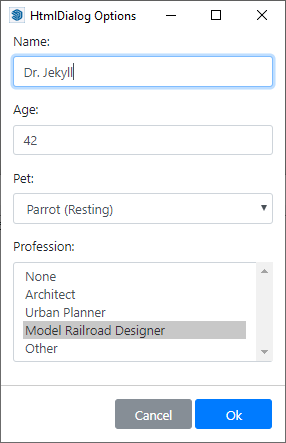 HtmlDialog Options
Name:
Dr. Jekyll
Age:
42
Pet:
Parrot (Resting)
Profession:
None
Architect
Urban Planner
Model Railroad Designer
Other
Cancel Ok